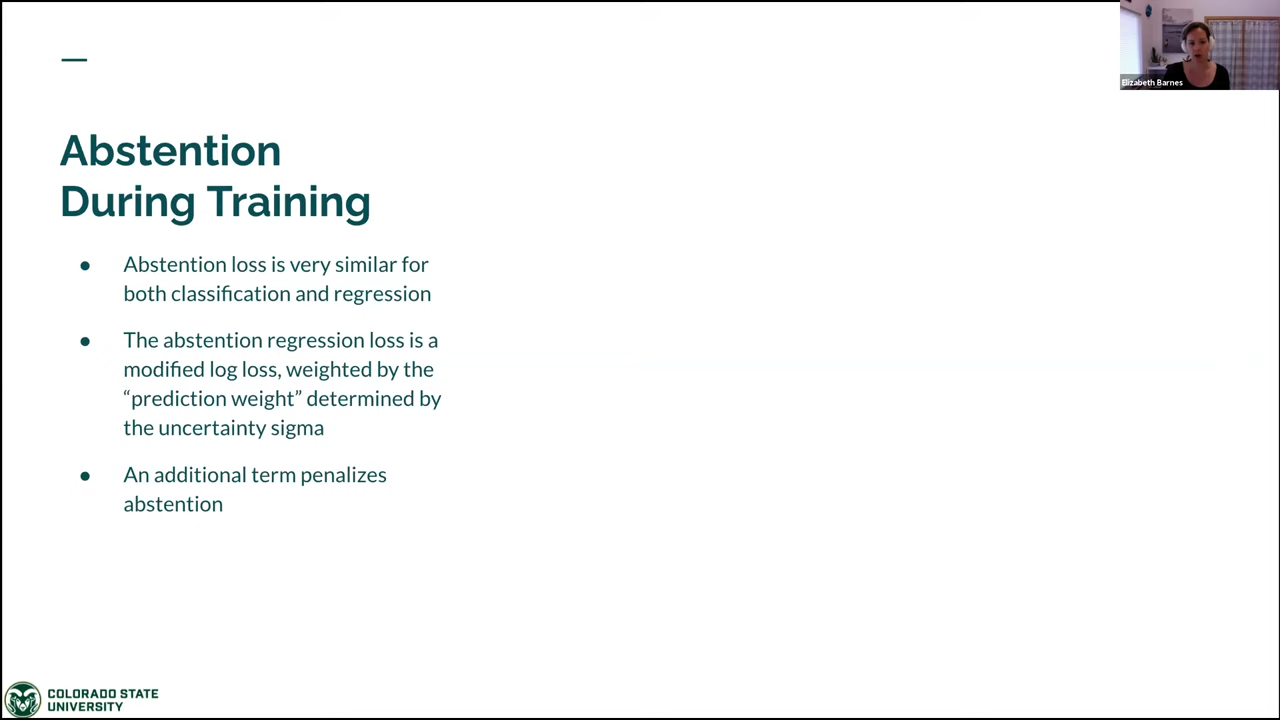 Elizabeth Barnes
Abstention
During Training
● Abstention loss is very similar for
both classification and regression
● The abstention regression loss is a
modified log loss, weighted by the
“prediction weight” determined by
the uncertainty sigma
● An additional term penalizes
abstention
COLORADO STATE
UNIVERSITY